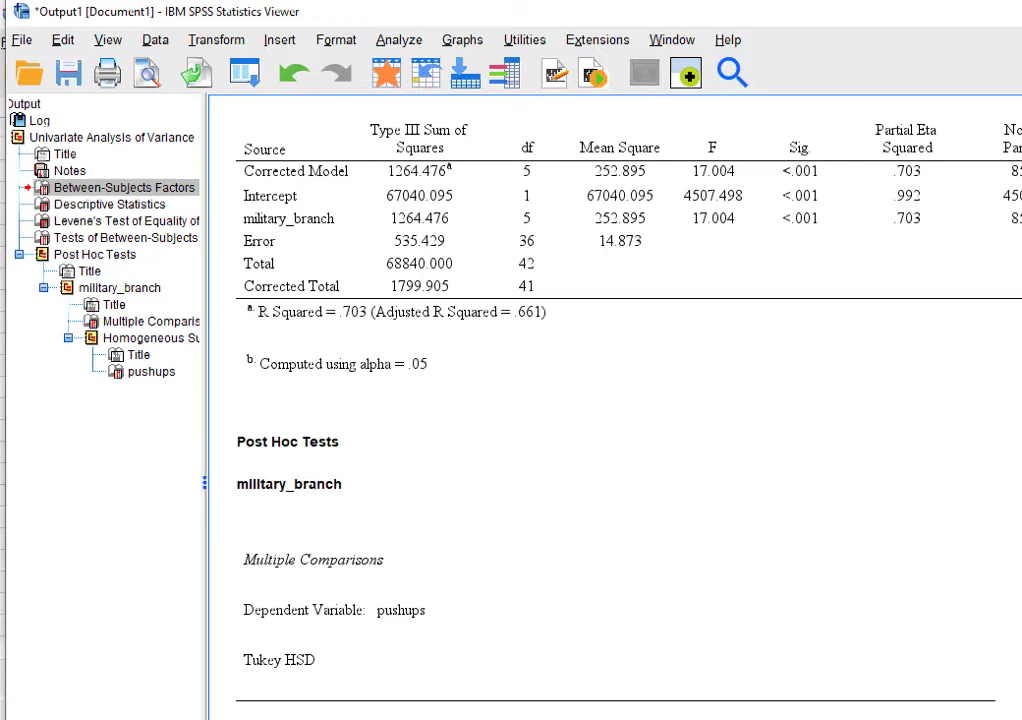 *Output1 [Document1] - IBM SPSS Statistics Viewer
File Edit View Data Transform Insert Format Analyze Graphs Utilities Extensions Window Help
Output
Log
Univariate Analysis of Variance
Title
Notes
Between-Subjects Factors
Descriptive Statistics
Levene's Test of Equality of
Tests of Between-Subjects
Post Hoc Tests
Title
military_branch
Title
Multiple Comparis
Homogeneous Su
Title
pushups
Type III Sum of Partial Eta No
Source Squares df Mean Square F Sig. Squared Par
Corrected Model 1264.476a 5 252.895 17.004 <.001 .703 85
Intercept 67040.095 1 67040.095 4507.498 <.001 .992 450
military_branch 1264.476 5 252.895 17.004 <.001 .703 85
Error 535.429 36 14.873
Total 68840.000 42
Corrected Total 1799.905 41
a. R Squared = .703 (Adjusted R Squared = .661)
b. Computed using alpha = .05
Post Hoc Tests
military_branch
Multiple Comparisons
Dependent Variable: pushups
Tukey HSD